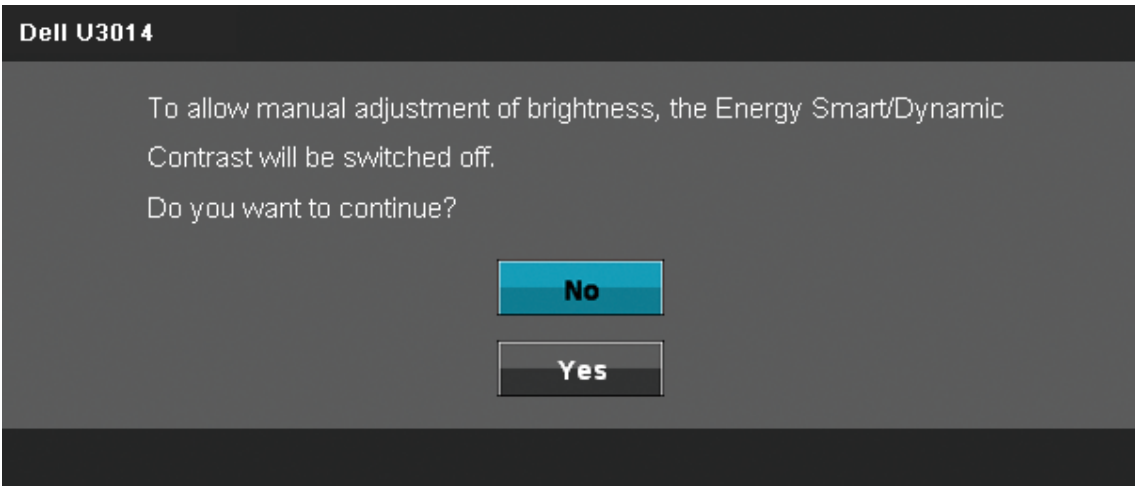 Dell U3014
To allow manual adjustment of brightness, the Energy Smart/Dynamic
Contrast will be switched off.
Do you want to continue?
No
Yes